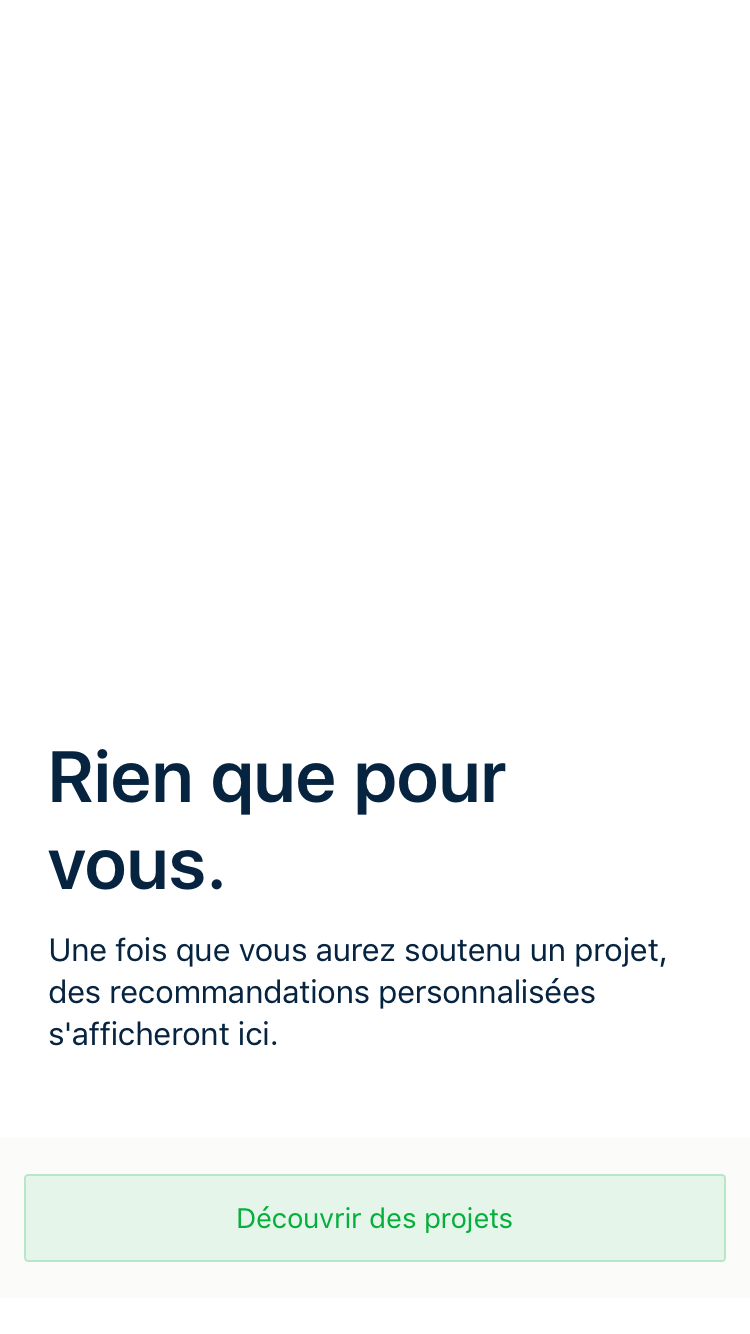 Rien que pour
vous.
Une fois que vous aurez soutenu un projet,
des recommandations personnalisées
s'afficheront ici.
Découvrir des projets